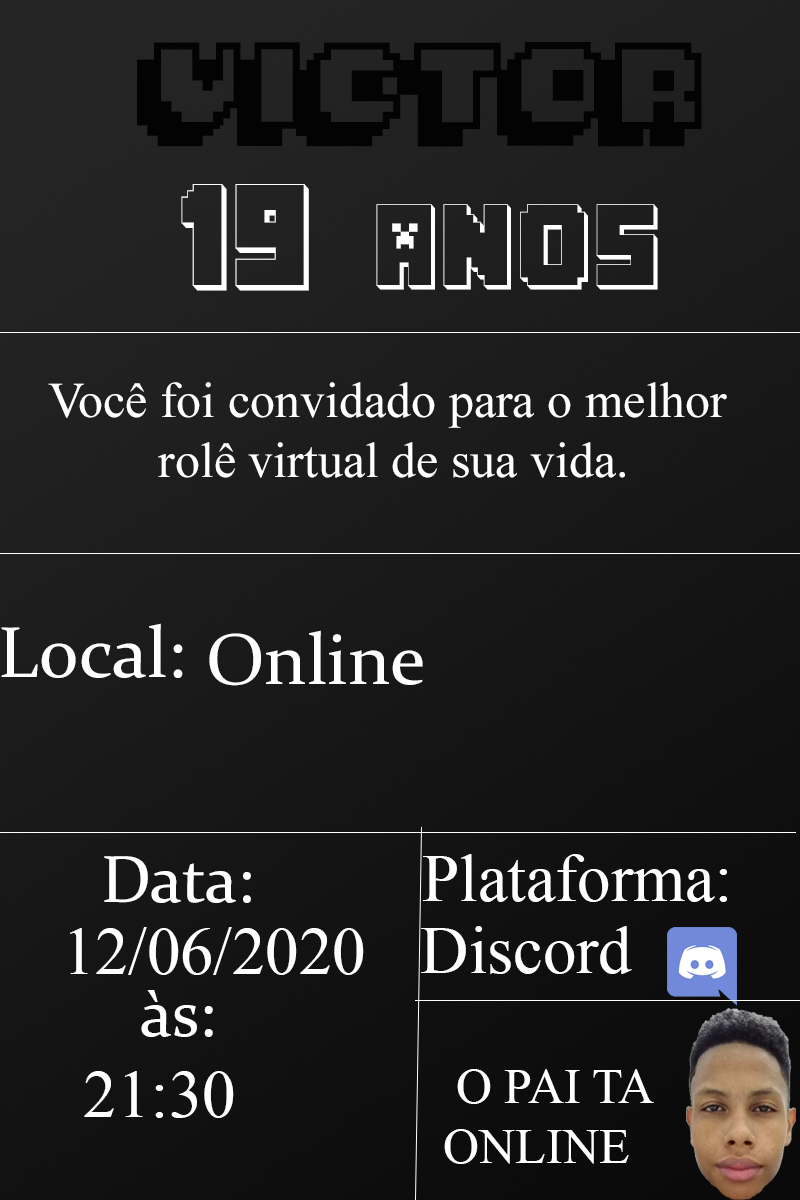 VICTOR
19 ANOS
Você foi convidado para o melhor
rolê virtual de sua vida.
Local: Online
Data:
12/06/2020
às:
21:30
Plataforma:
Discord
O PAI TA
ONLINE